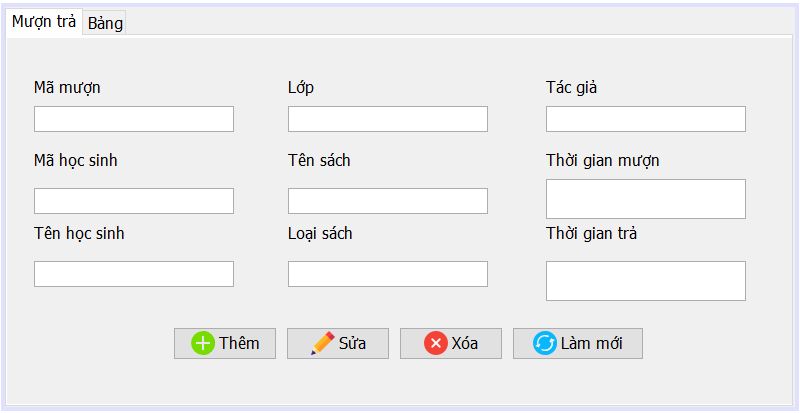 Mượn trả
Bảng
Mã mượn
Lớp
Tác giả
Mã học sinh
Tên sách
Thời gian mượn
Tên học sinh
Loại sách
Thời gian trả
Thêm
Sửa
Xóa
Làm mới